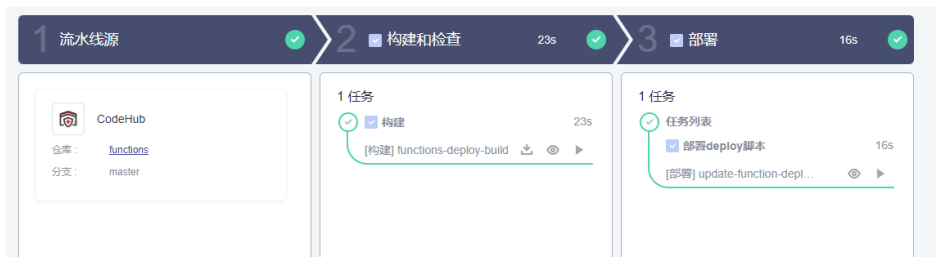 1 流水线源
2 构建和检查 23s
3 部署 16s
CodeHub
仓库： functions
分支： master
1 任务
构建 23s
[构建] functions-deploy-build
1 任务
任务列表
部署deploy脚本 16s
[部署] update-function-depl...